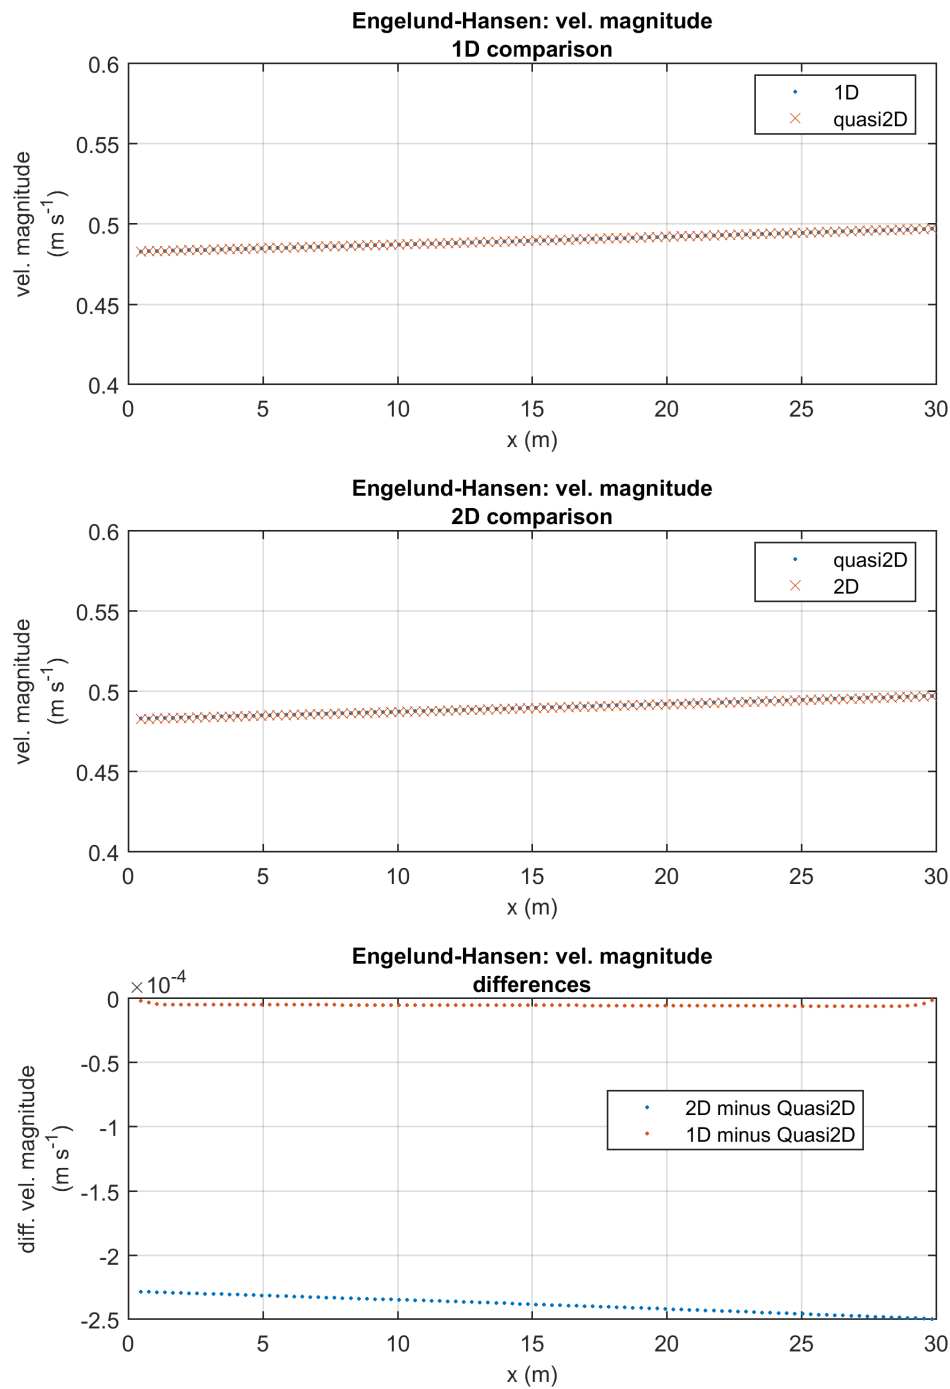 Engelund-Hansen: vel. magnitude
1D comparison
0.6
0.55
0.5
0.45
0.4
vel. magnitude
(m s-1)
1D
quasi2D
0 5 10 15 20 25 30
x (m)
Engelund-Hansen: vel. magnitude
2D comparison
0.6
0.55
0.5
0.45
0.4
vel. magnitude
(m s-1)
quasi2D
2D
0 5 10 15 20 25 30
x (m)
Engelund-Hansen: vel. magnitude
differences
×10-4
0
-0.5
-1
-1.5
-2
-2.5
diff. vel. magnitude
(m s-1)
2D minus Quasi2D
1D minus Quasi2D
0 5 10 15 20 25 30
x (m)